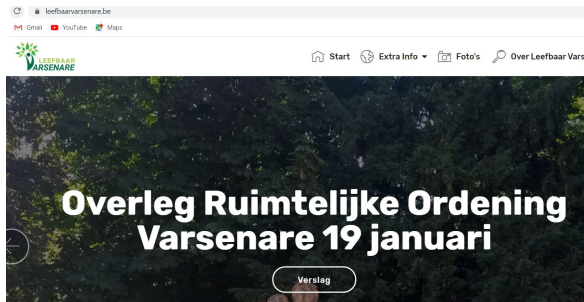 leefbaarvarsenare.be
Gmail YouTube Maps
LEEFBAAR
VARSENARE
Start Extra Info Foto's Over Leefbaar Vars
Overleg Ruimtelijke Ordening
Varsenare 19 januari
Verslag